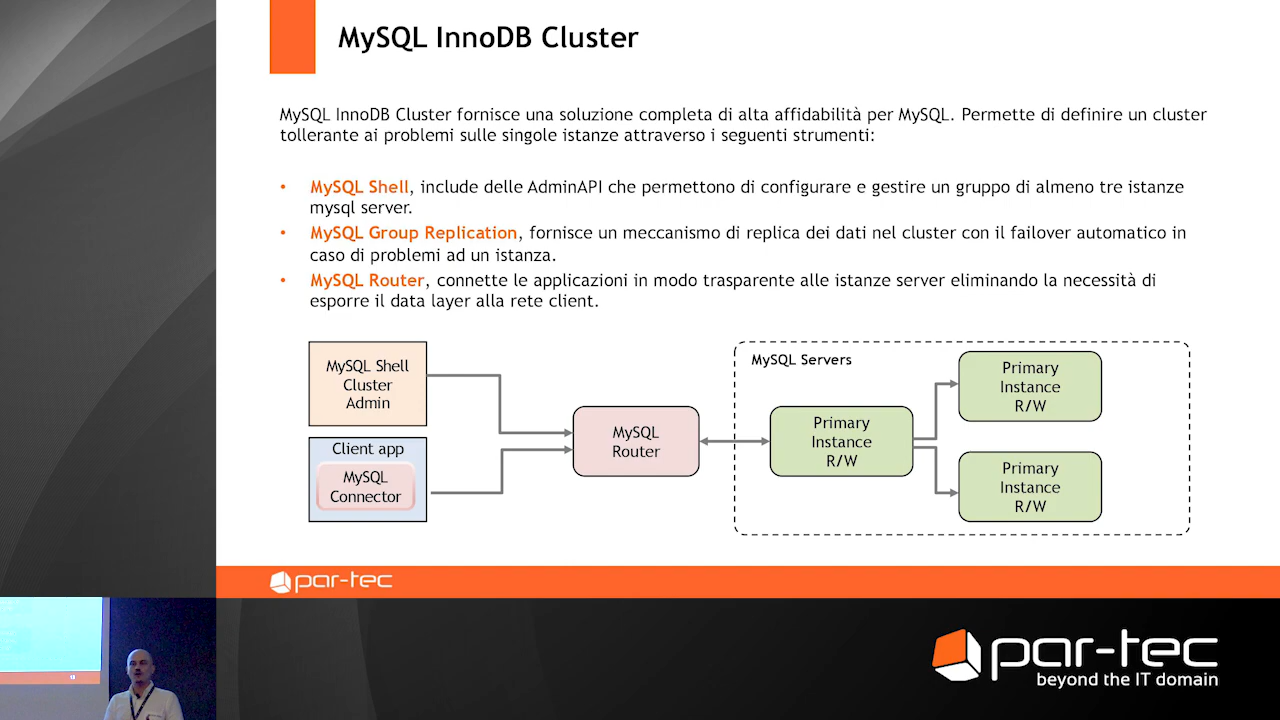 MySQL InnoDB Cluster
MySQL InnoDB Cluster fornisce una soluzione completa di alta affidabilità per MySQL. Permette di definire un cluster
tollerante ai problemi sulle singole istanze attraverso i seguenti strumenti:
• MySQL Shell, include delle AdminAPI che permettono di configurare e gestire un gruppo di almeno tre istanze
mysql server.
• MySQL Group Replication, fornisce un meccanismo di replica dei dati nel cluster con il failover automatico in
caso di problemi ad un istanza.
• MySQL Router, connette le applicazioni in modo trasparente alle istanze server eliminando la necessità di
esporre il data layer alla rete client.
MySQL Shell
Cluster
Admin
Client app
MySQL
Connector
MySQL
Router
MySQL Servers
Primary
Instance
R/W
Primary
Instance
R/W
Primary
Instance
R/W
par-tec
par-tec
beyond the IT domain